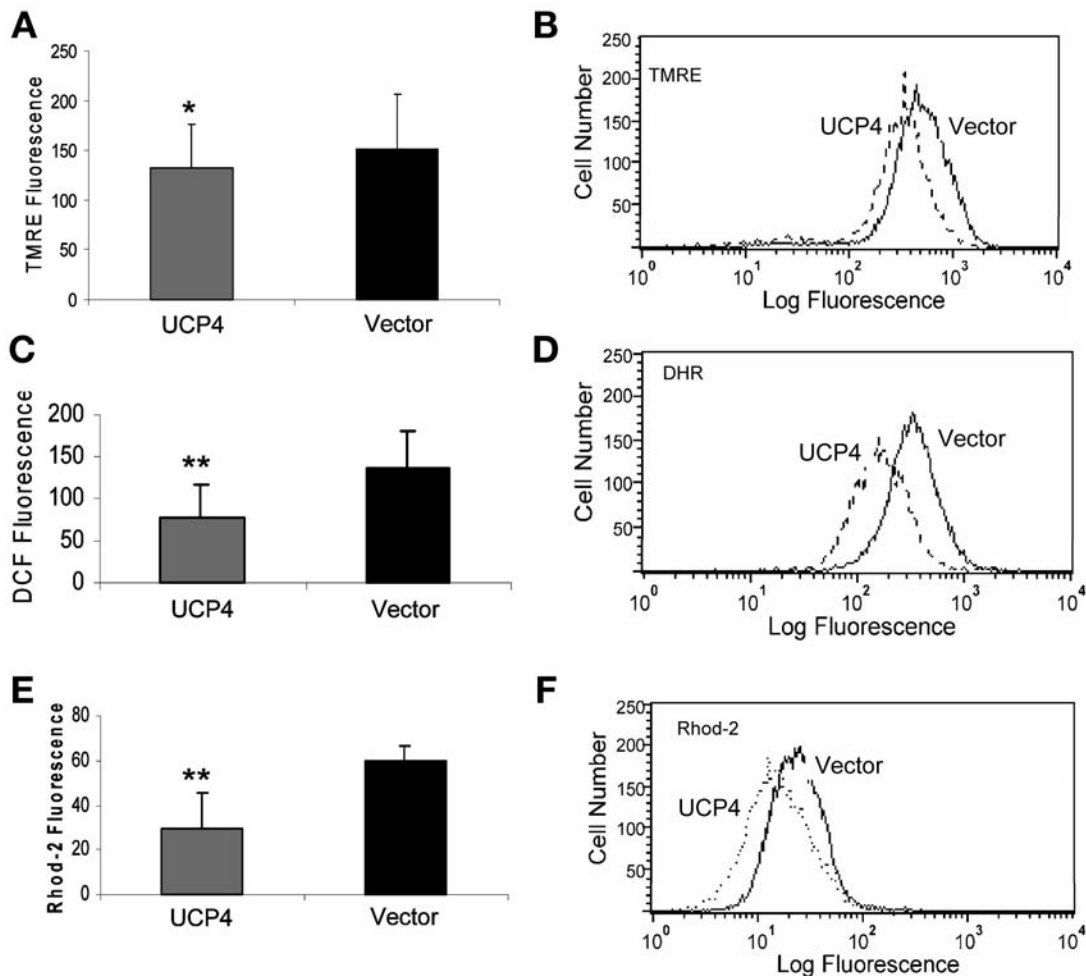 A
250
200
150
100
50
0
TMRE Fluorescence
*
UCP4
Vector
B
250
200
150
100
50
Cell Number
TMRE
UCP4
Vector
10^0 10^1 10^2 10^3 10^4
Log Fluorescence
C
200
150
100
50
0
DCF Fluorescence
**
UCP4
Vector
D
250
200
150
100
50
Cell Number
DHR
UCP4
Vector
10^0 10^1 10^2 10^3 10^4
Log Fluorescence
E
80
60
40
20
0
Rhod-2 Fluorescence
**
UCP4
Vector
F
250
200
150
100
50
Cell Number
Rhod-2
Vector
UCP4
10^0 10^1 10^2 10^3 10^4
Log Fluorescence